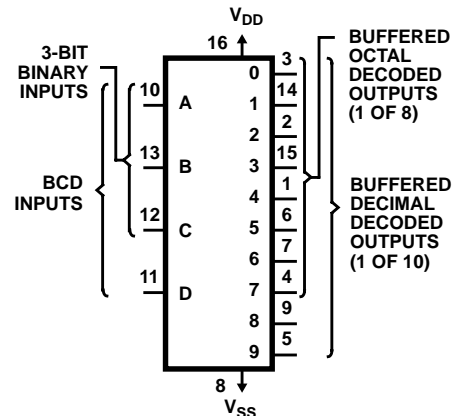 V_DD
16
3-BIT
BINARY
INPUTS
BCD
INPUTS
10 A
13 B
12 C
11 D
0 3
1 14
2 2
3 15
4 1
5 6
6 7
7 4
8 9
9 5
BUFFERED
OCTAL
DECODED
OUTPUTS
(1 OF 8)
BUFFERED
DECIMAL
DECODED
OUTPUTS
(1 OF 10)
8
V_SS